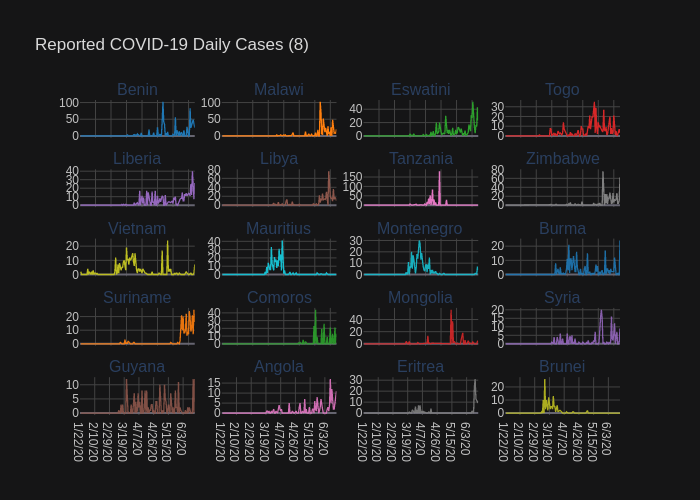 Reported COVID-19 Daily Cases (8)
Benin Malawi Eswatini Togo
100 50 0 100 50 0 40 20 0 30 20 10 0
Liberia Libya Tanzania Zimbabwe
40 30 20 10 0 80 60 40 20 0 150 100 50 0 80 60 40 20 0
Vietnam Mauritius Montenegro Burma
20 10 0 40 30 20 10 0 30 20 10 0 20 10 0
Suriname Comoros Mongolia Syria
20 10 0 40 30 20 10 0 40 20 0 20 15 10 5 0
Guyana Angola Eritrea Brunei
10 5 0 15 10 5 0 30 20 10 0 20 10 0
1/22/20 2/10/20 2/29/20 3/19/20 4/7/20 4/26/20 5/15/20 6/3/20 1/22/20 2/10/20 2/29/20 3/19/20 4/7/20 4/26/20 5/15/20 6/3/20 1/22/20 2/10/20 2/29/20 3/19/20 4/7/20 4/26/20 5/15/20 6/3/20 1/22/20 2/10/20 2/29/20 3/19/20 4/7/20 4/26/20 5/15/20 6/3/20